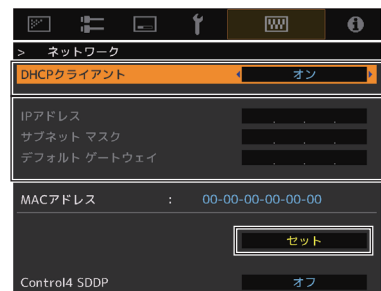 > ネットワーク
DHCPクライアント オン
IPアドレス . . .
サブネット マスク . . .
デフォルト ゲートウェイ . . .
MACアドレス : 00-00-00-00-00-00
セット
Control4 SDDP オフ